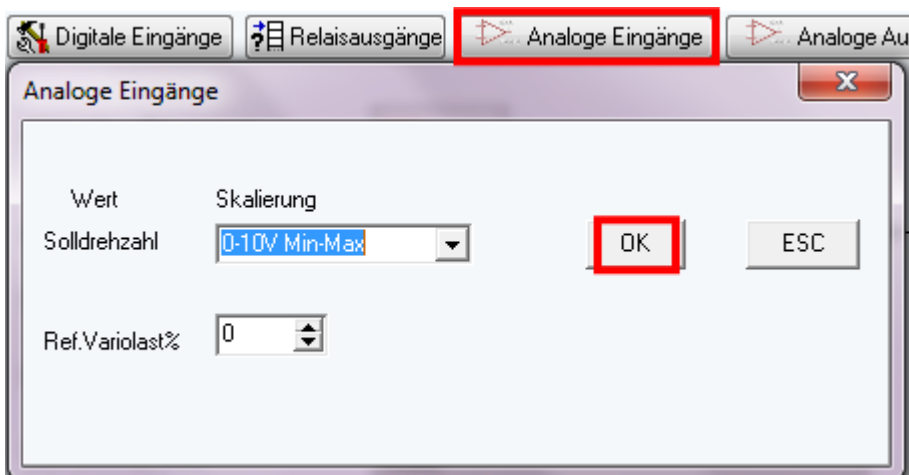 Digitale Eingänge Relaisausgänge Analoge Eingänge Analoge Au
Analoge Eingänge
Wert Skalierung
Solldrehzahl 0-10V Min-Max OK ESC
Ref.Variolast% 0